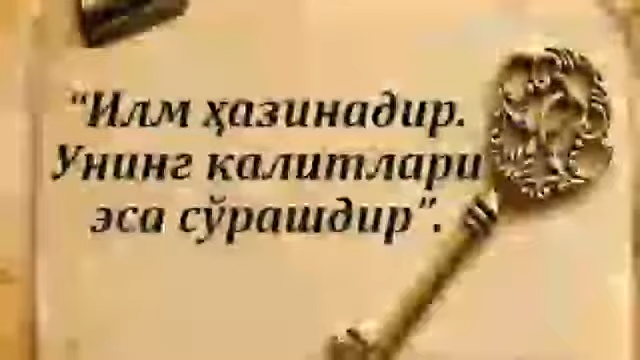 "Илм ҳазинадир.
Унинг калитлари
эса сўрашдир".